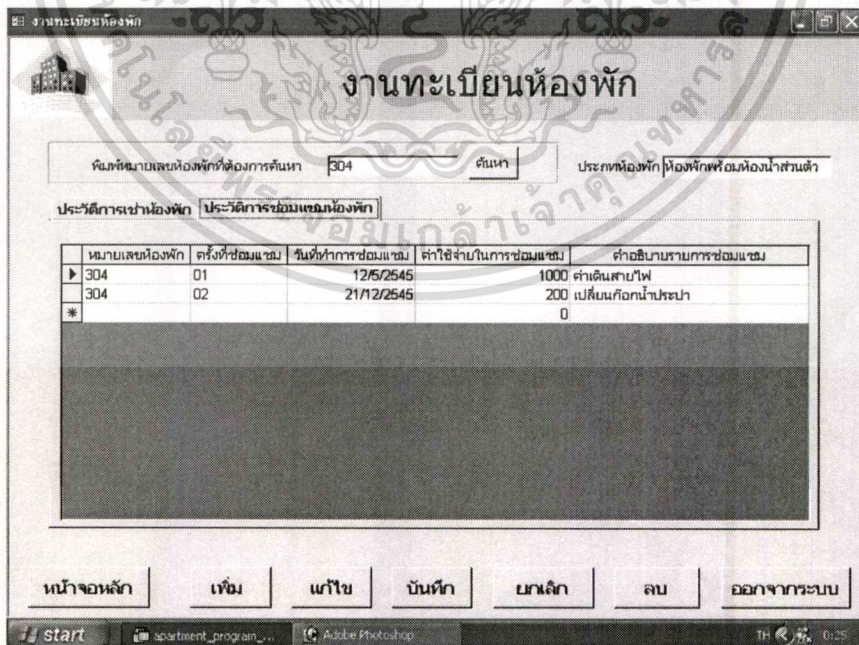 งานทะเบียนห้องพัก
งานทะเบียนห้องพัก
พิมพ์หมายเลขห้องพักที่ต้องการค้นหา 304 ค้นหา ประเภทห้องพัก ห้องพักพร้อมห้องน้ำส่วนตัว
ประวัติการเช่าห้องพัก ประวัติการซ่อมแซมห้องพัก
หมายเลขห้องพัก ครั้งที่ซ่อมแซม วันที่ทำการซ่อมแซม ค่าใช้จ่ายในการซ่อมแซม คำอธิบายรายการซ่อมแซม
304 01 12/5/2545 1000 ค่าเดินสายไฟ
304 02 21/12/2545 200 เปลี่ยนก๊อกน้ำประปา
* 0
หน้าจอหลัก เพิ่ม แก้ไข บันทึก ยกเลิก ลบ ออกจากระบบ
start apartment_program_... Adobe Photoshop TH 0:25